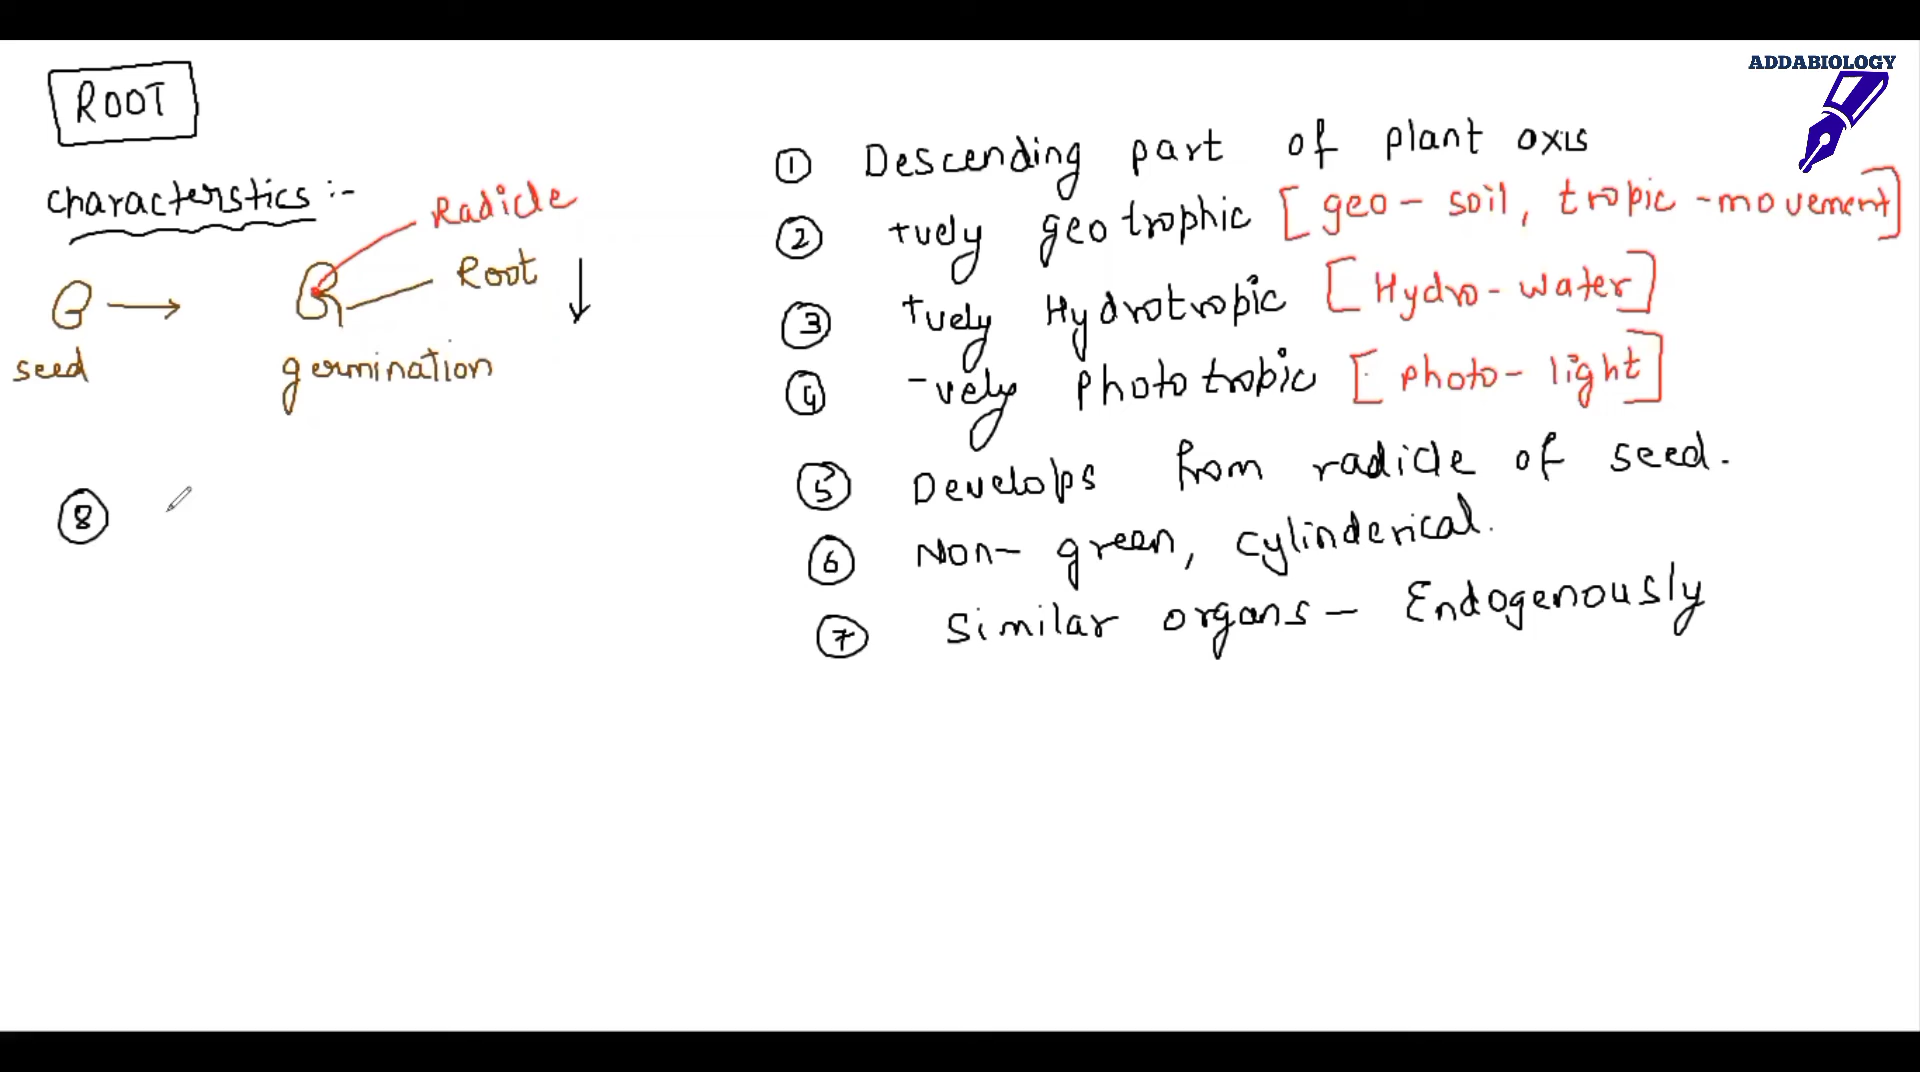 ADDABIOLOGY
ROOT
characterstics :-
Radicle
Root
seed
germination
① Descending part of plant axis
② +vely geotrophic [geo - soil, tropic - movement]
③ +vely Hydrotropic [Hydro - water]
④ -vely phototropic [photo - light]
⑤ Develops from radicle of seed.
⑥ Non- green, cylinderical.
⑦ Similar organs - Endogenously
⑧